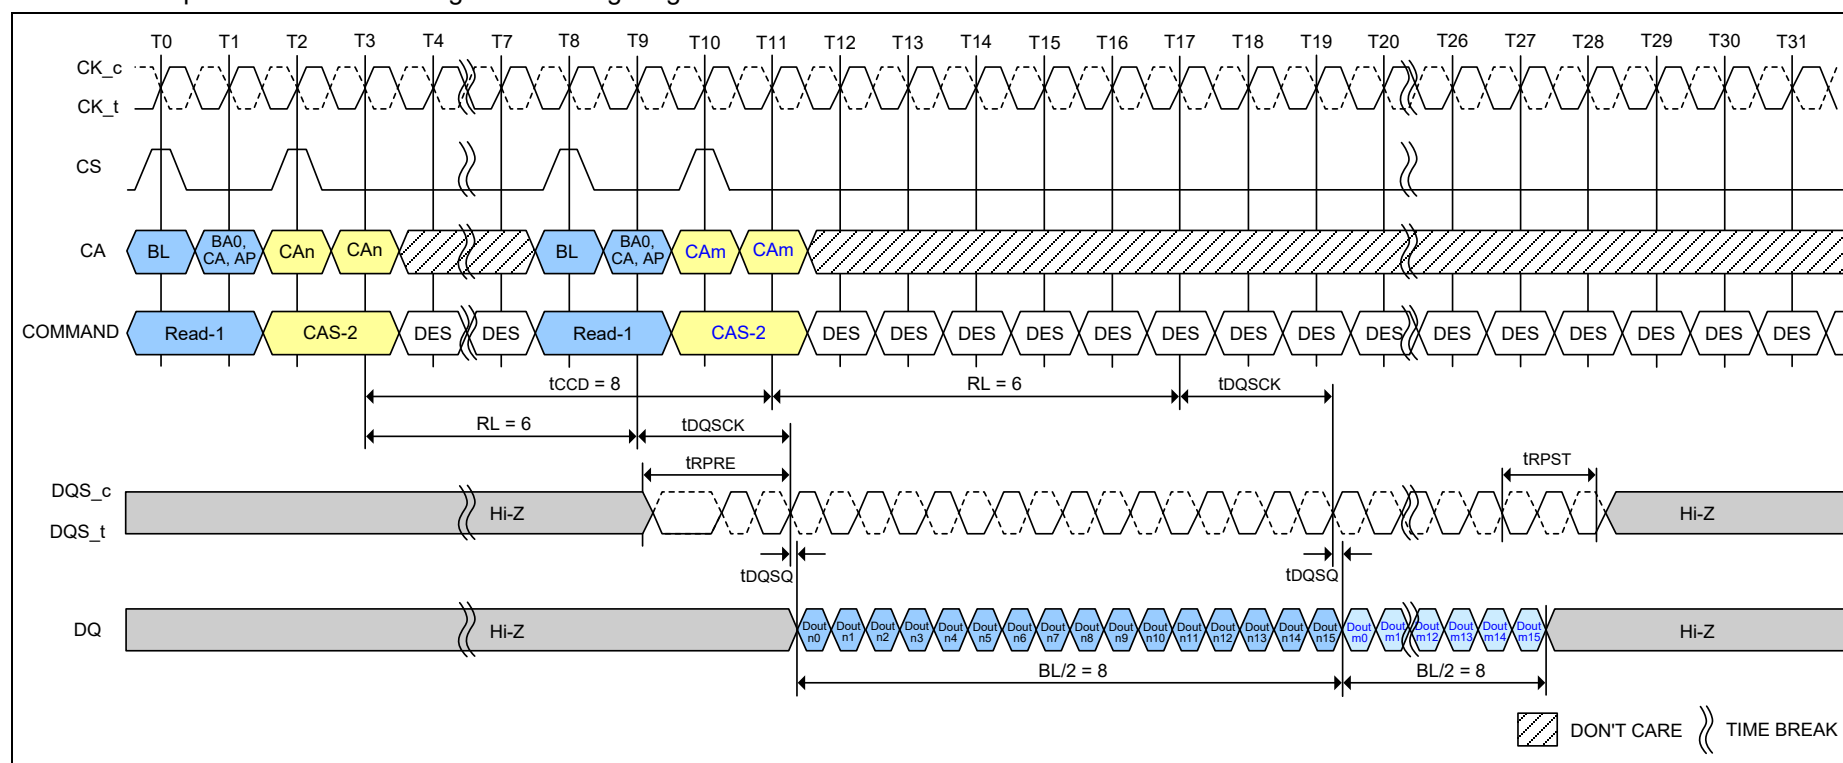 T0 T1 T2 T3 T4 T7 T8 T9 T10 T11 T12 T13 T14 T15 T16 T17 T18 T19 T20 T26 T27 T28 T29 T30 T31
CK_c
CK_t
CS
CA BL BA0, CA, AP CAn CAn BL BA0, CA, AP CAm CAm
COMMAND Read-1 CAS-2 DES DES Read-1 CAS-2 DES DES DES DES DES DES DES DES DES DES DES DES DES DES DES
tCCD = 8 RL = 6 tDQSCK
RL = 6 tDQSCK
tRPRE tRPST
DQS_c
Hi-Z Hi-Z
DQS_t
tDQSQ tDQSQ
DQ Hi-Z Dout n0 Dout n1 Dout n2 Dout n3 Dout n4 Dout n5 Dout n6 Dout n7 Dout n8 Dout n9 Dout n10 Dout n11 Dout n12 Dout n13 Dout n14 Dout n15 Dout m0 Dout m1 Dout m12 Dout m13 Dout m14 Dout m15 Hi-Z
BL/2 = 8 BL/2 = 8
DON'T CARE TIME BREAK